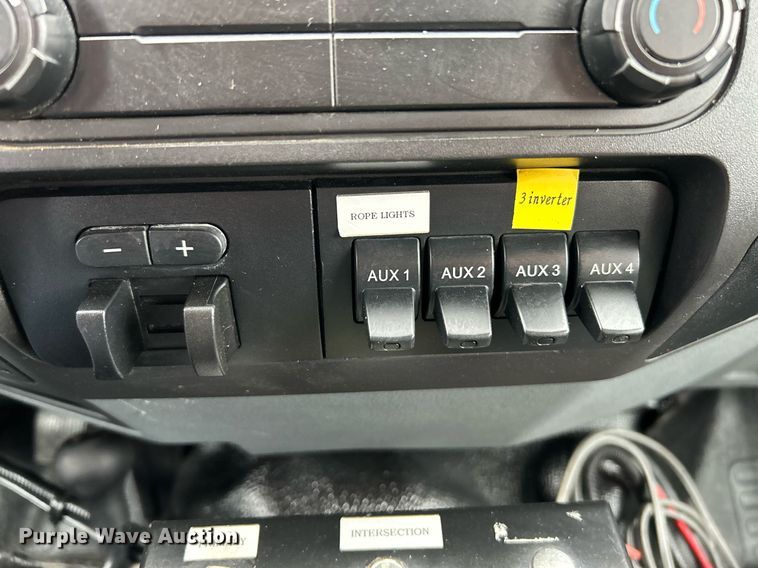 3 inverter
ROPE LIGHTS
− +
AUX 1 AUX 2 AUX 3 AUX 4
INTERSECTION
Purple Wave Auction